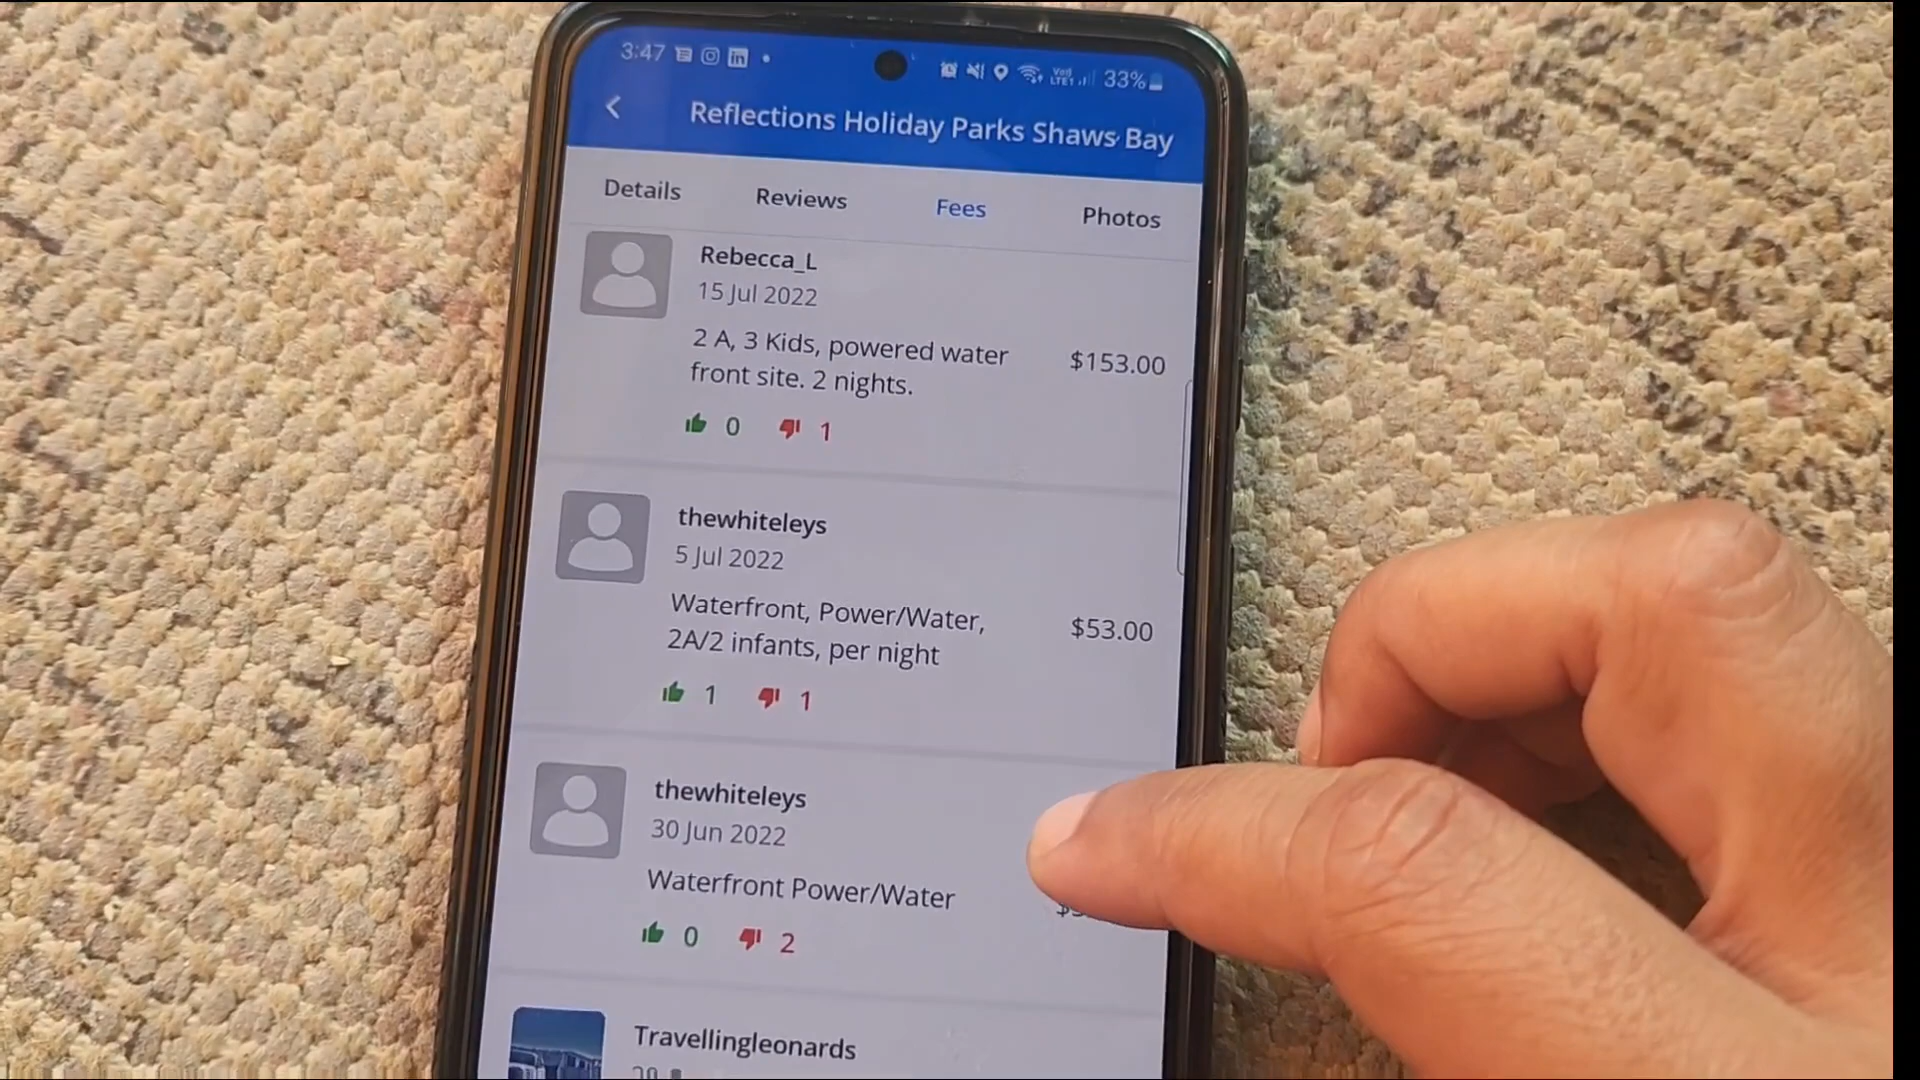 3:47
33%
Reflections Holiday Parks Shaws Bay
Details Reviews Fees Photos
Rebecca_L
15 Jul 2022
2 A, 3 Kids, powered water
front site. 2 nights.
$153.00
0 1
thewhiteleys
5 Jul 2022
Waterfront, Power/Water,
2A/2 infants, per night
$53.00
1 1
thewhiteleys
30 Jun 2022
Waterfront Power/Water
0 2
Travellingleonards